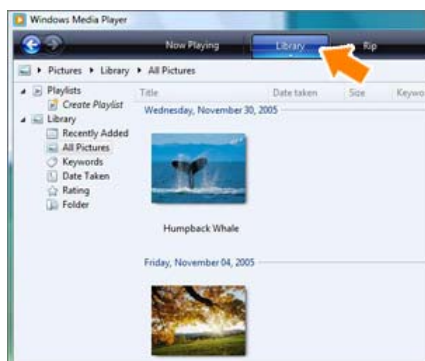 Windows Media Player
Now Playing Library Rip
Pictures Library All Pictures
Playlists
Create Playlist
Library
Recently Added
All Pictures
Keywords
Date Taken
Rating
Folder
Title Date taken Size Keywo
Wednesday, November 30, 2005
Humpback Whale
Friday, November 04, 2005